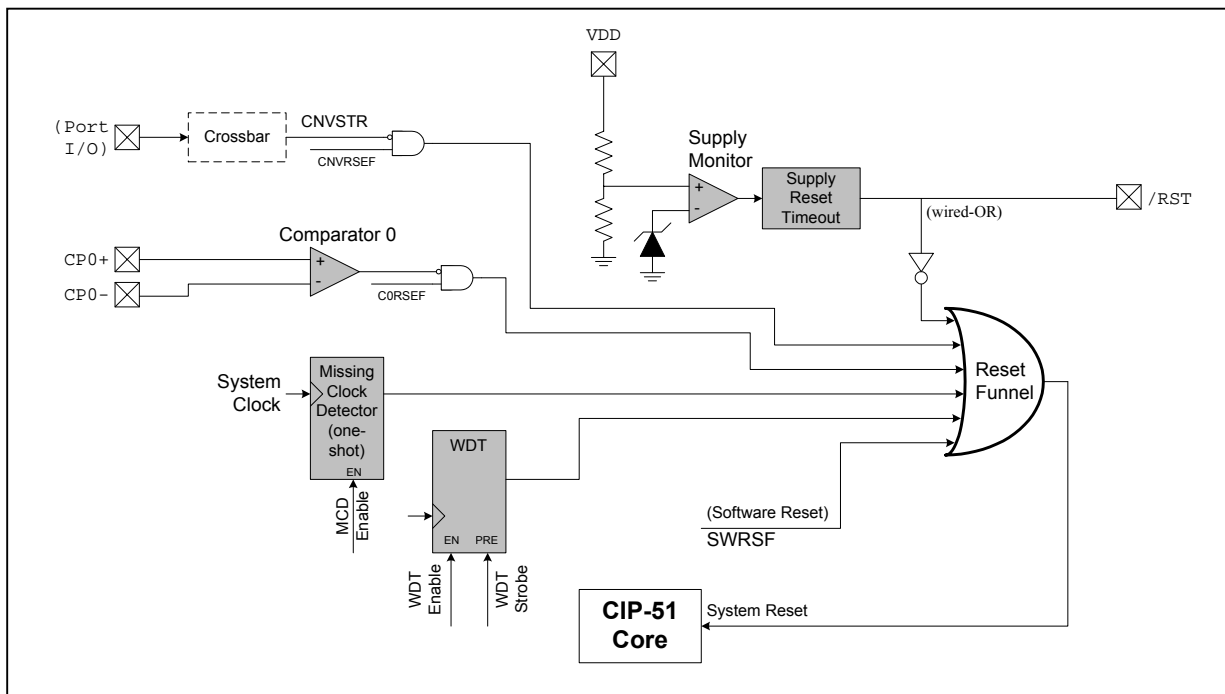 VDD
(Port
I/O)
Crossbar
CNVSTR
CNVRSEF
Supply
Monitor
+
-
Supply
Reset
Timeout
(wired-OR)
/RST
Comparator 0
CP0+
CP0-
+
-
C0RSEF
System
Clock
Missing
Clock
Detector
(one-
shot)
EN
MCD
Enable
WDT
EN
PRE
WDT
Enable
WDT
Strobe
Reset
Funnel
(Software Reset)
SWRSF
CIP-51
Core
System Reset